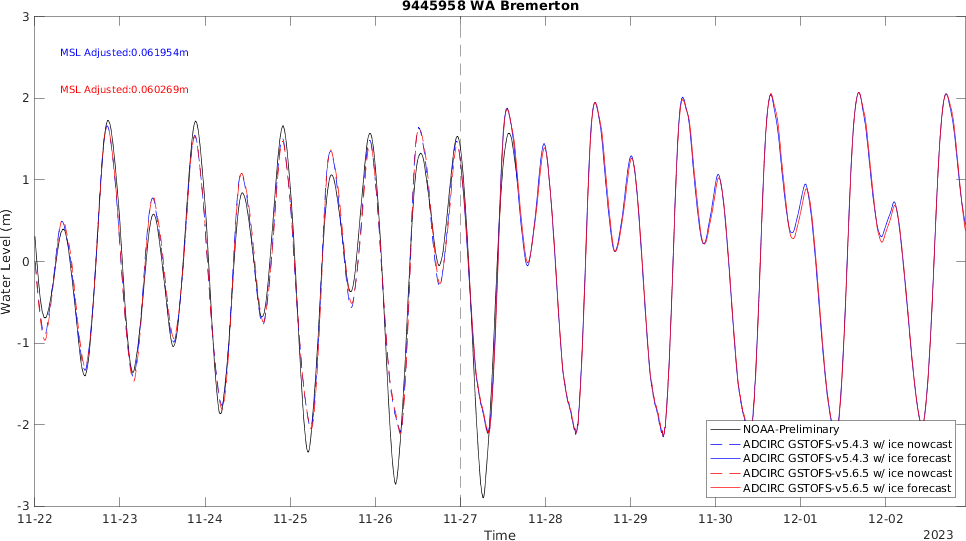 9445958 WA Bremerton
MSL Adjusted:0.061954m
MSL Adjusted:0.060269m
Water Level (m)
3
2
1
0
-1
-2
-3
NOAA-Preliminary
ADCIRC GSTOFS-v5.4.3 w/ ice nowcast
ADCIRC GSTOFS-v5.4.3 w/ ice forecast
ADCIRC GSTOFS-v5.6.5 w/ ice nowcast
ADCIRC GSTOFS-v5.6.5 w/ ice forecast
11-22 11-23 11-24 11-25 11-26 11-27 11-28 11-29 11-30 12-01 12-02
Time
2023